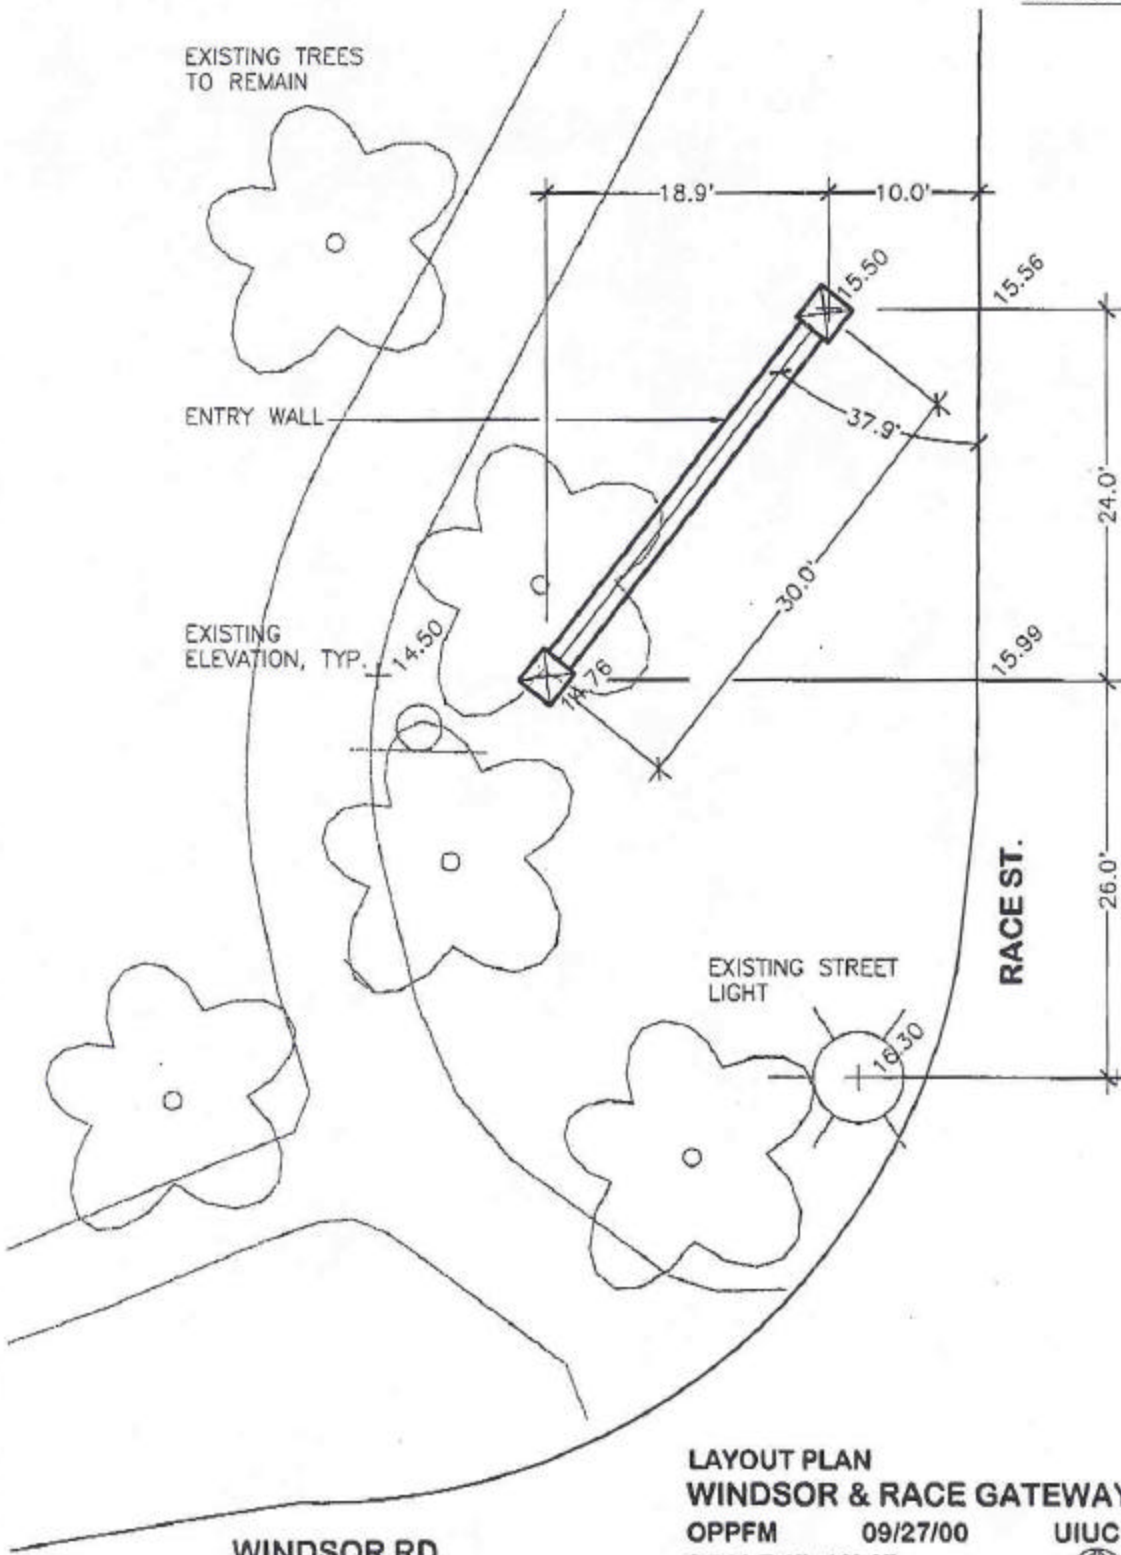 EXISTING TREES
TO REMAIN
18.9'
10.0'
15.50
15.56
ENTRY WALL
37.9°
24.0'
30.0'
EXISTING
ELEVATION, TYP.
14.50
14.76
15.99
RACE ST.
26.0'
EXISTING STREET
LIGHT
16.30
LAYOUT PLAN
WINDSOR & RACE GATEWAY
OPPFM 09/27/00 UIUC
WINDSOR RD